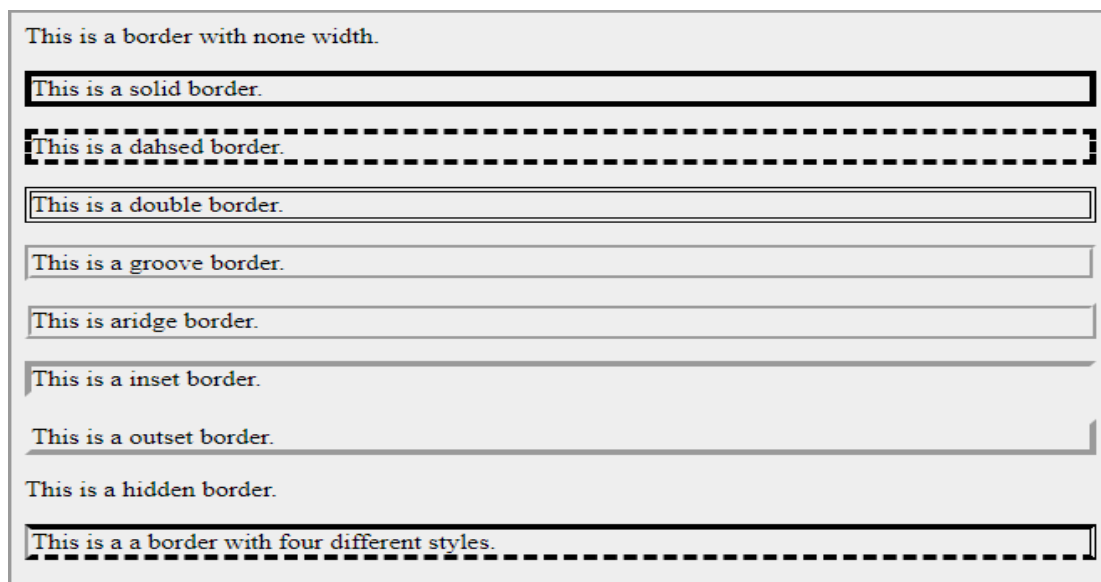 This is a border with none width.
This is a solid border.
This is a dahsed border.
This is a double border.
This is a groove border.
This is aridge border.
This is a inset border.
This is a outset border.
This is a hidden border.
This is a a border with four different styles.